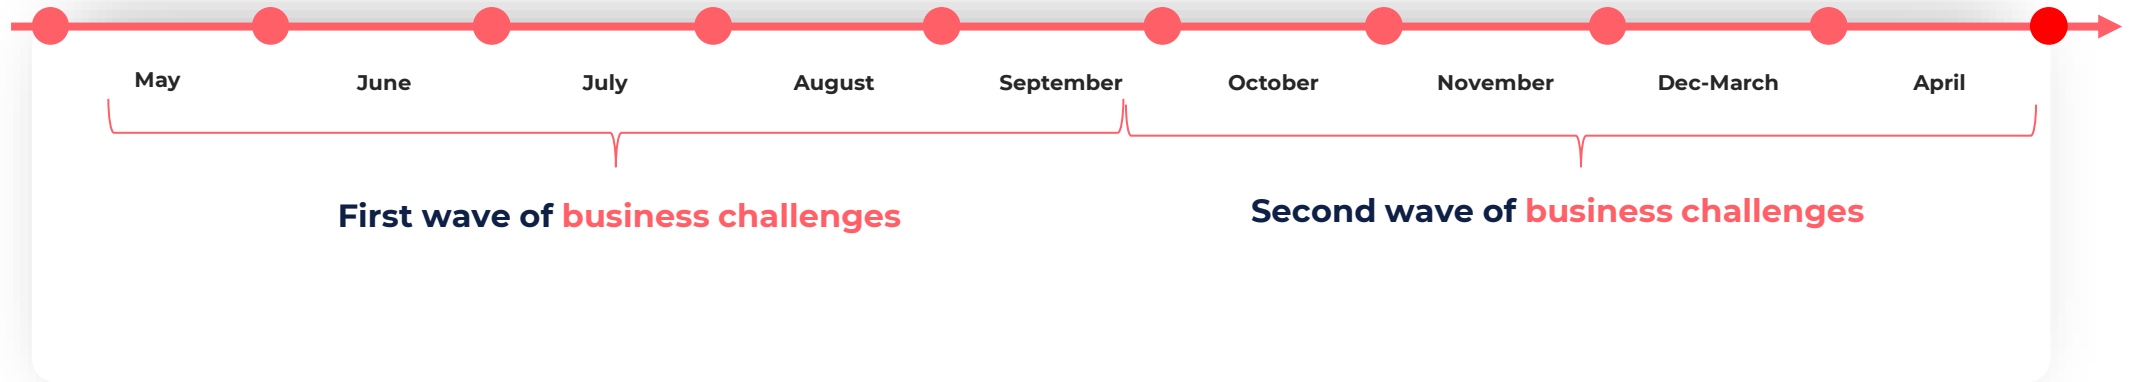 May June July August September October November Dec-March April
First wave of business challenges
Second wave of business challenges